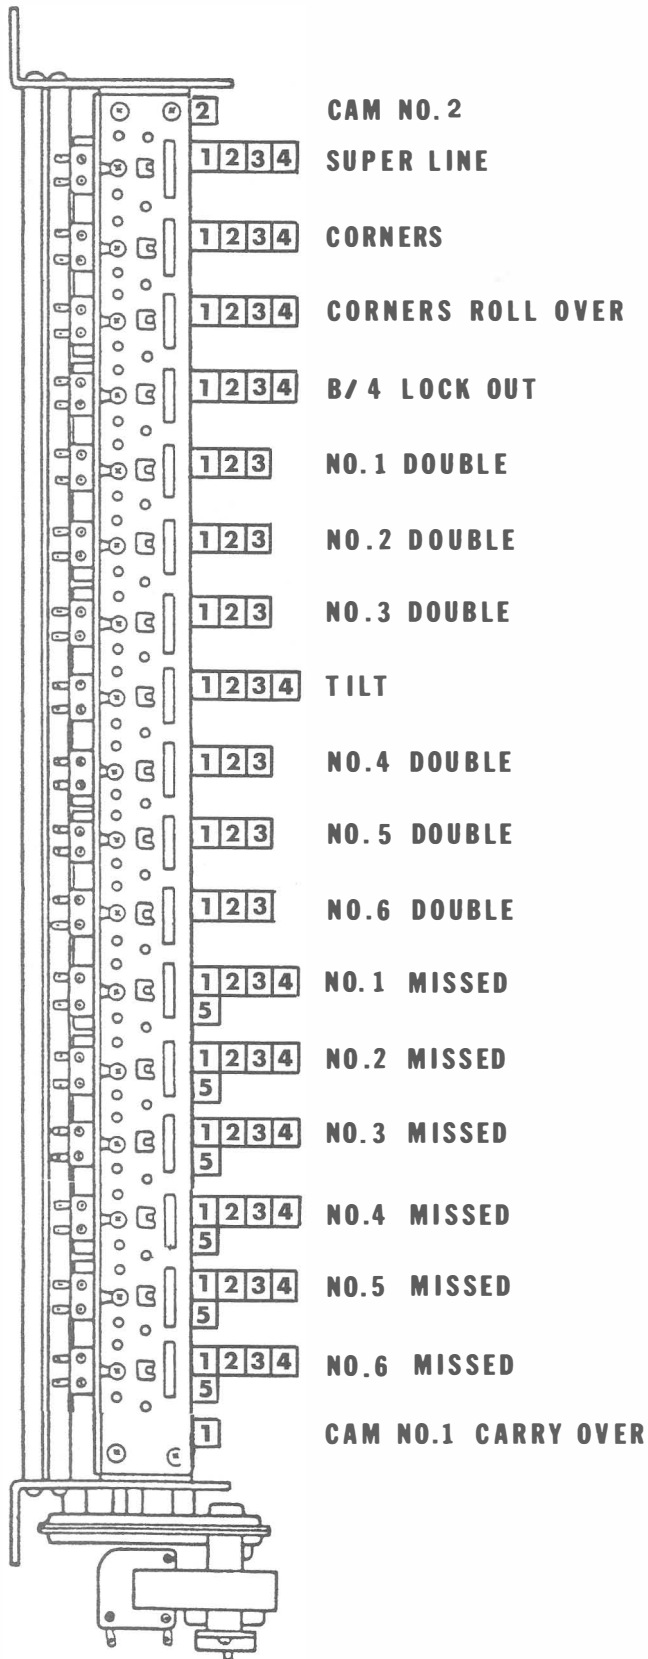 2 CAM NO. 2
1 2 3 4 SUPER LINE
1 2 3 4 CORNERS
1 2 3 4 CORNERS ROLL OVER
1 2 3 4 B/4 LOCK OUT
1 2 3 NO.1 DOUBLE
1 2 3 NO.2 DOUBLE
1 2 3 NO.3 DOUBLE
1 2 3 4 TILT
1 2 3 NO.4 DOUBLE
1 2 3 NO.5 DOUBLE
1 2 3 NO.6 DOUBLE
1 2 3 4 NO.1 MISSED
5
1 2 3 4 NO.2 MISSED
5
1 2 3 4 NO.3 MISSED
5
1 2 3 4 NO.4 MISSED
5
1 2 3 4 NO.5 MISSED
5
1 2 3 4 NO.6 MISSED
5
1 CAM NO.1 CARRY OVER